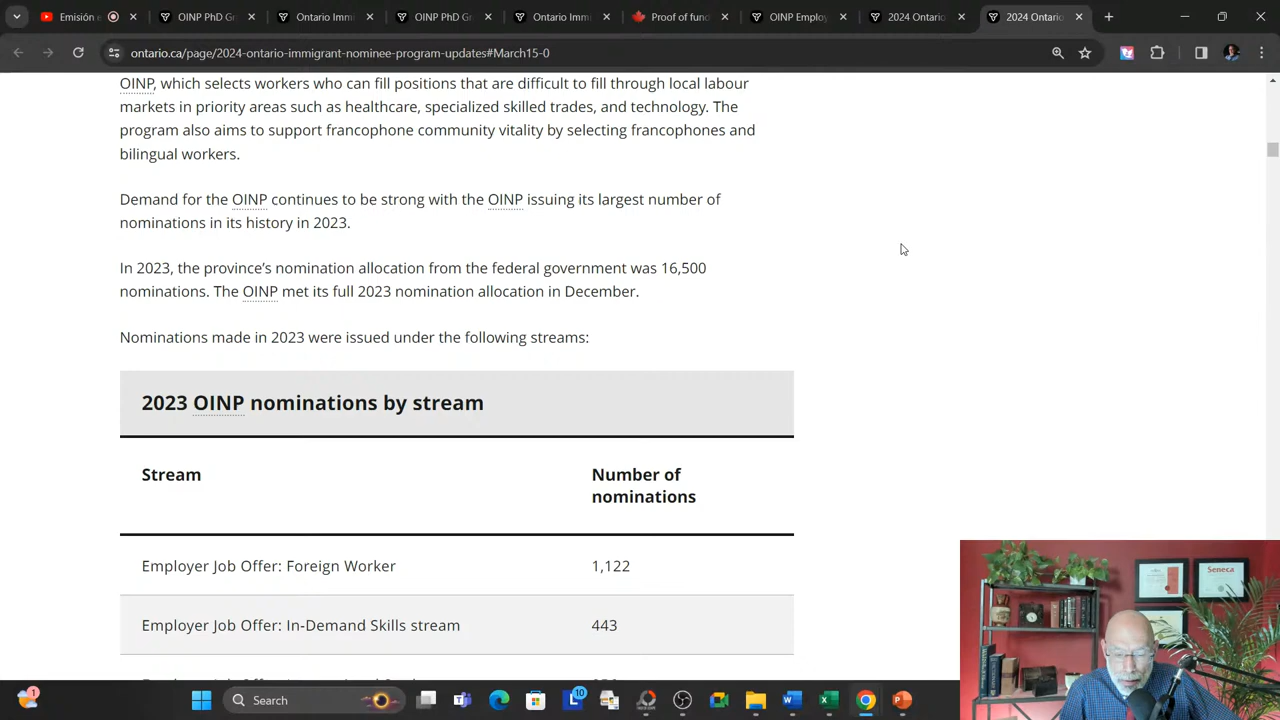 Emisión e
OINP PhD Gr
Ontario Immi
OINP PhD G
Ontario Immi
Proof of fund
OINP Employ
2024 Ontario
2024 Ontario
ontario.ca/page/2024-ontario-immigrant-nominee-program-updates#March15-0
OINP, which selects workers who can fill positions that are difficult to fill through local labour
markets in priority areas such as healthcare, specialized skilled trades, and technology. The
program also aims to support francophone community vitality by selecting francophones and
bilingual workers.
Demand for the OINP continues to be strong with the OINP issuing its largest number of
nominations in its history in 2023.
In 2023, the province's nomination allocation from the federal government was 16,500
nominations. The OINP met its full 2023 nomination allocation in December.
Nominations made in 2023 were issued under the following streams:
2023 OINP nominations by stream
Stream
Number of
nominations
Employer Job Offer: Foreign Worker
1,122
Employer Job Offer: In-Demand Skills stream
443
Seneca
1
Search
10